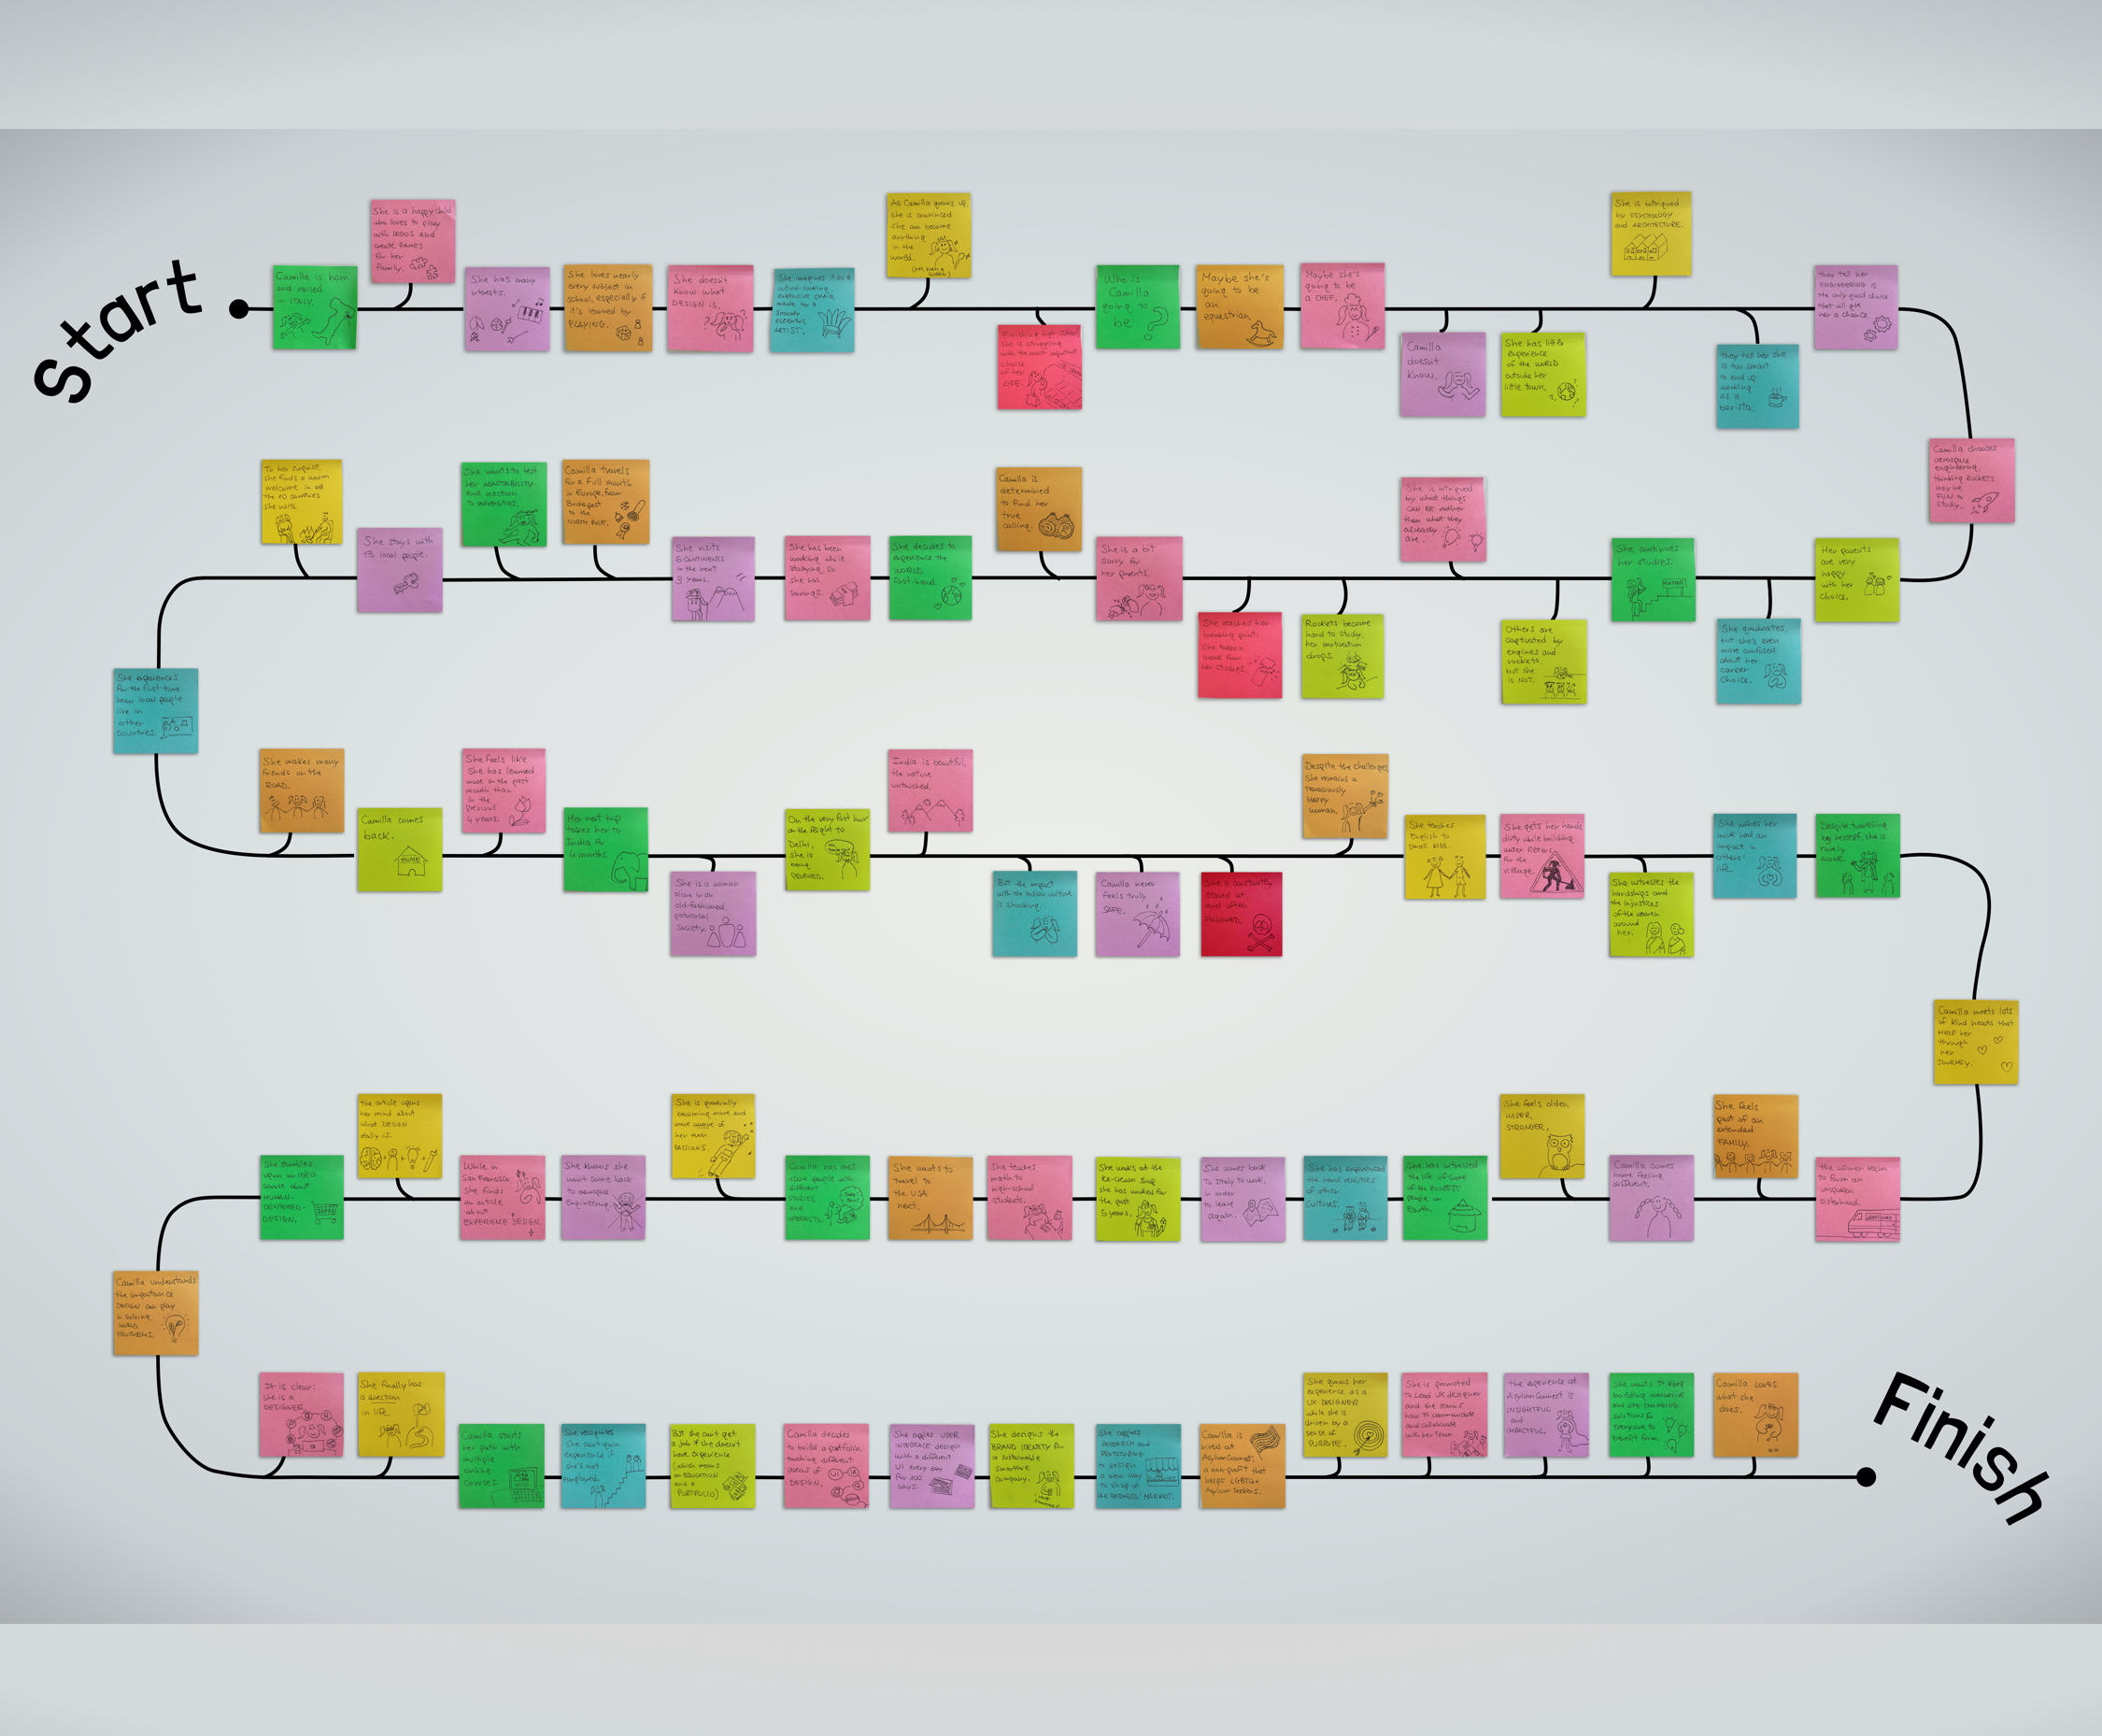 Start
Camilla is born
and raised
in ITALY.
She is a happy child
who loves to play
with LEGOS and
create GAMES
for her
family.
She has many
interests.
She loves nearly
every subject in
school, especially if
it's learned by
PLAYING.
She doesn't
know what
DESIGN is.
She imagines it as a
weird-looking
expensive CHAIR
made by a
snooty
eccentric
ARTIST.
As Camilla grows up,
she is convinced
she can become
anything
in the
world.
She is struggling
with the most important
choice
of her
LIFE.
Who is
Camilla
going to
be
?
Maybe she's
going to be
an
equestrian.
Maybe she's
going to be
a CHEF.
Camilla
doesn't
know.
She has little
experience
of the WORLD
outside her
little town.
She is intrigued
by PSYCHOLOGY
and ARCHITECTURE.
they tell her she
is too smart
to end up
working
as a
barista.
they tell her
ENGINEERING is
the only good choice
that will give
her a chance.
Camilla chooses
aerospace
engineering,
thinking ROCKETS
may be
FUN to
study.
Her parents
are very
happy
with her
choice.
She graduates,
but she's even
more confused
about her
career
choice.
She continues
her studies.
Others are
captivated by
engines and
rockets
but she
is NOT.
She is intrigued
by what things
CAN BE rather
than what they
already
are.
Rockets become
hard to study,
her motivation
drops.
She reaches her
breaking point.
She takes a
break from
her studies.
She is a bit
sorry for
her parents.
Camilla is
determined
to find her
true
calling.
She decides to
experience the
WORLD
first-hand.
She has been
working while
studying, so
she has
savings.
She visits
5 CONTINENTS
in the next
3 years.
Camilla travels
for a full month
in Europe, from
Budapest
to the
NORTH POLE.
She wants to test
her ADAPTABILITY
and reaction
to adversities.
She stays with
13 local people.
To her surprise,
she finds a warm
welcome in all
the 10 countries
she visits.
She experiences
for the first time
how local people
live in
other
countries.
She makes many
friends on the
ROAD.
Camilla comes
back.
HOME
She feels like
she has learned
more in the past
month than
in the
previous
4 years.
Her next trip
takes her to
India for
4 months.
She is a woman
alone in an
old-fashioned
patriarcal
society.
On the very first hour
on the flight to
Delhi,
she is
being
PROPOSED.
India is beautiful,
the nature
untouched.
But the impact
with the indian culture
is shocking.
Camilla never
feels truly
SAFE.
She is constantly
stared at
and often
FOLLOWED.
Despite the challenges,
she remains a
tenaciously
HAPPY
woman.
She teaches
English to
small kids.
She gets her hands
dirty while building
water filters
for the
village.
She witnesses the
hardships and
the injustices
of the women
around
her.
She wishes her
work had an
impact in
others'
life.
Despite traveling
by herself she is
rarely
alone.
Camilla meets lots
of kind hearts that
HELP her
through
her
JOURNEY.
the women seem
to form an
unspoken
sisterhood.
She feels
part of an
extended
FAMILY.
Camilla comes
home feeling
different.
She feels older,
WISER,
STRONGER.
She has witnessed
the life of some
of the poorest
people on
Earth.
She has experienced
the hard realities
of other
cultures.
She comes back
to Italy to work,
in order
to leave
again.
She works at the
ice-cream shop
she has worked for
the past
5 years.
She teaches
math to
high-school
students.
She wants to
travel to
the USA
next.
Camilla has met
100+ people with
different
STORIES
and
INTERESTS.
She is gradually
becoming more and
more aware of
her own
PASSIONS.
She knows she
won't come back
to aerospace
engineering.
While in
San Francisco,
she finds
an article
about
EXPERIENCE DESIGN.
the article opens
her mind about
what DESIGN
really is.
She stumbles
upon an IDEO
course about
HUMAN-
CENTERED-
DESIGN.
Camilla understands
the importance
DESIGN can play
in solving
WORLD
PROBLEMS.
It is clear:
she is a
DESIGNER.
She finally has
a direction
in life.
Camilla starts
her path with
multiple
online
courses.
She recognizes
she can't gain
experience if
she's not
employed.
But she can't get
a job if she doesn't
have experience
(which means
an EDUCATION
and a
PORTFOLIO)
Camilla decides
to build a portfolio,
touching different
areas of
DESIGN.
She applies USER
INTERFACE design
with a different
UI every day
for 100
DAYS.
She designs the
BRAND IDENTITY for
a sustainable
smoothie
company.
She applies
RESEARCH and
PROTOTYPING
to design
a new way
to shop at
the FARMERS' MARKET.
Camilla is
hired at
AsylumConnect,
a non-profit that
helps LGBTQ+
Asylum Seekers.
She grows her
experience as a
UX DESIGNER
while she is
driven by a
sense of
PURPOSE.
She is promoted
to Lead UX designer
and she learns
how to communicate
and collaborate
with her Team.
the experience at
AsylumConnect is
INSIGHTFUL
and
IMPACTFUL.
She wants to keep
building innovative
and LIFE-CHANGING
solutions for
everyone to
benefit from.
Camilla LOVES
what she
does.
Finish